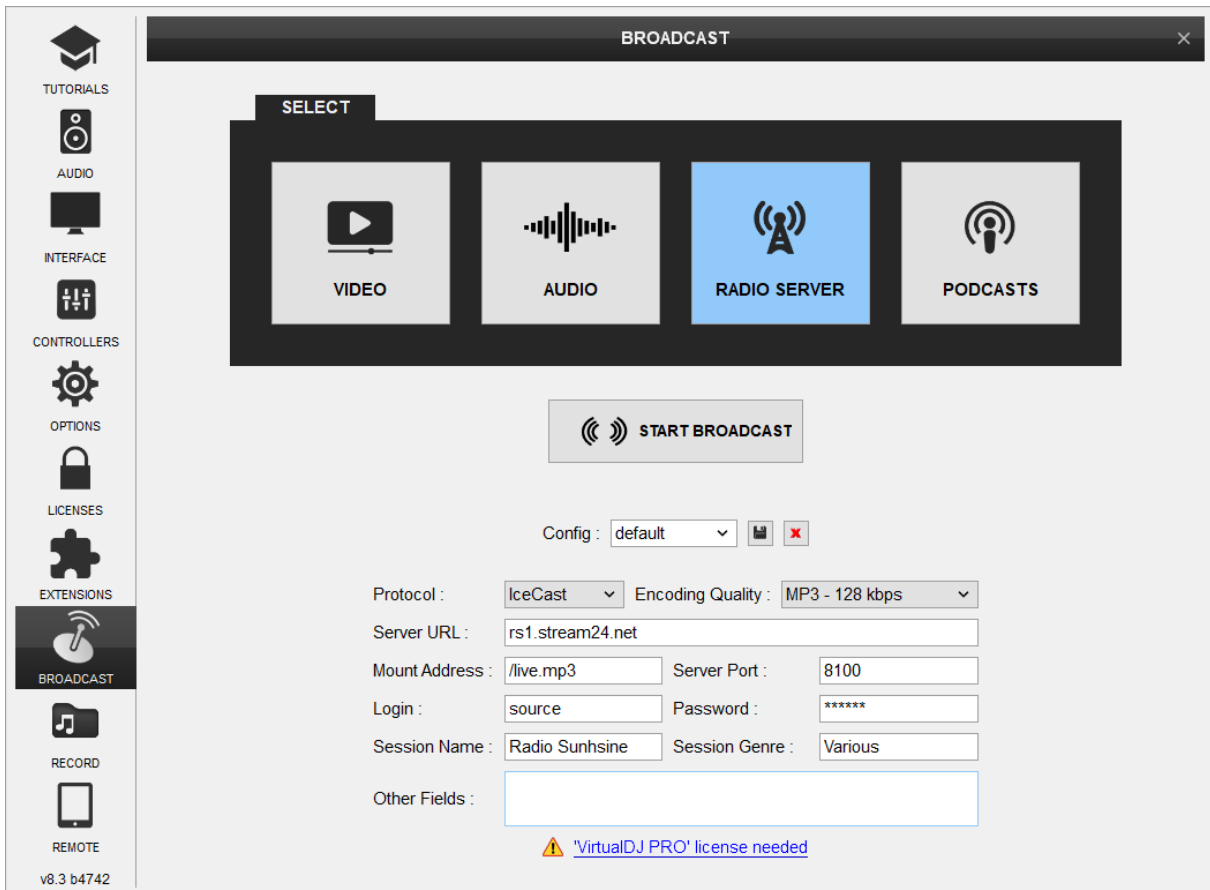 BROADCAST
TUTORIALS
AUDIO
INTERFACE
CONTROLLERS
OPTIONS
LICENSES
EXTENSIONS
BROADCAST
RECORD
REMOTE
v8.3 b4742
SELECT
VIDEO AUDIO RADIO SERVER PODCASTS
START BROADCAST
Config : default
Protocol : IceCast Encoding Quality : MP3 - 128 kbps
Server URL : rs1.stream24.net
Mount Address : /live.mp3 Server Port : 8100
Login : source Password : ******
Session Name : Radio Sunhsine Session Genre : Various
Other Fields :
'VirtualDJ PRO' license needed